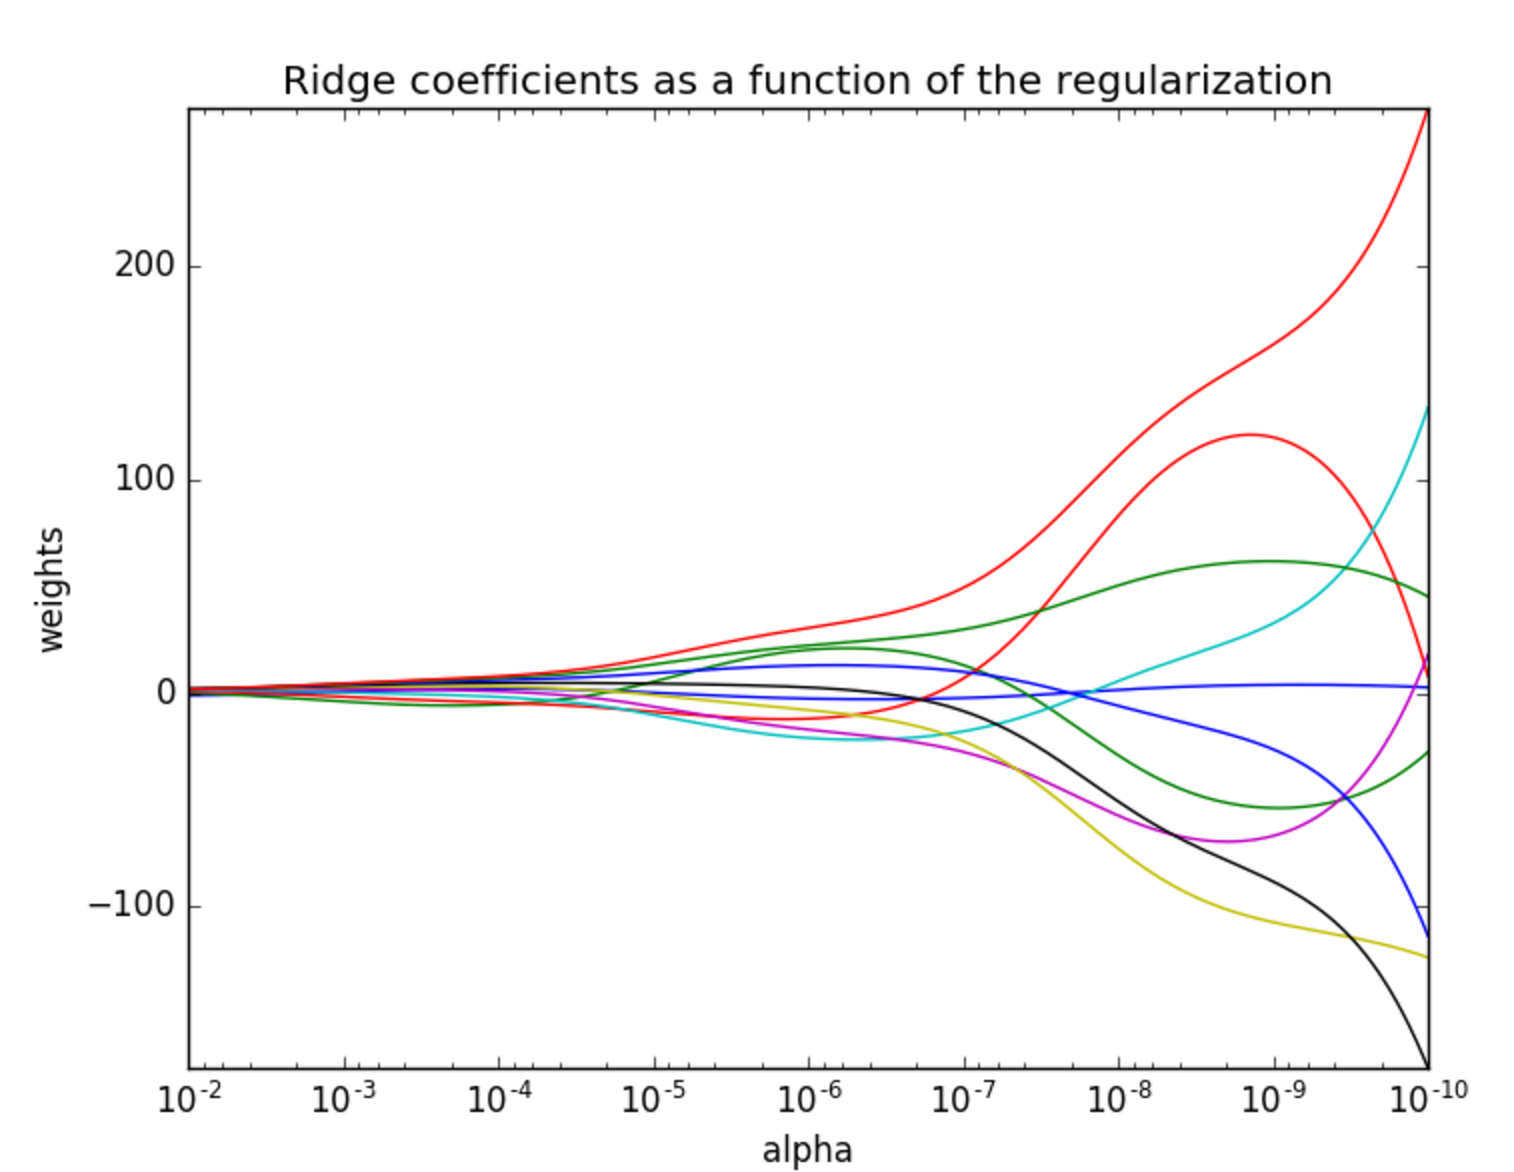 Ridge coefficients as a function of the regularization
200
100
0
−100
weights
10⁻² 10⁻³ 10⁻⁴ 10⁻⁵ 10⁻⁶ 10⁻⁷ 10⁻⁸ 10⁻⁹ 10⁻¹⁰
alpha